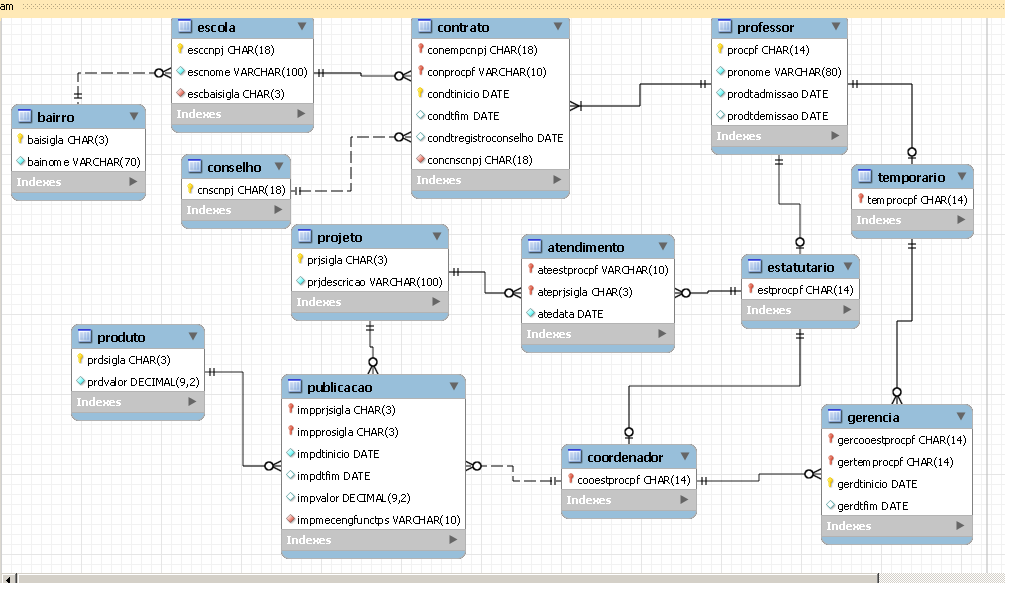 am
escola
esccnpj CHAR(18)
escnome VARCHAR(100)
escbaisigla CHAR(3)
Indexes
contrato
conempcnpj CHAR(18)
conprocpf VARCHAR(10)
condtinicio DATE
condtfim DATE
condtregistroconselho DATE
concnscnpj CHAR(18)
Indexes
professor
procpf CHAR(14)
pronome VARCHAR(80)
prodtadmissao DATE
prodtdemissao DATE
Indexes
bairro
baisigla CHAR(3)
bainome VARCHAR(70)
Indexes
conselho
cnscnpj CHAR(18)
Indexes
temporario
temprocpf CHAR(14)
Indexes
projeto
prjsigla CHAR(3)
prjdescricao VARCHAR(100)
Indexes
atendimento
ateestprocpf VARCHAR(10)
ateprjsigla CHAR(3)
atedata DATE
Indexes
estatutario
estprocpf CHAR(14)
Indexes
produto
prdsigla CHAR(3)
prdvalor DECIMAL(9,2)
Indexes
publicacao
impprjsigla CHAR(3)
impprosigla CHAR(3)
impdtinicio DATE
impdtfim DATE
impvalor DECIMAL(9,2)
impmecengfunctps VARCHAR(10)
Indexes
coordenador
cooestprocpf CHAR(14)
Indexes
gerencia
gercooestprocpf CHAR(14)
gertemprocpf CHAR(14)
gerdtinicio DATE
gerdtfim DATE
Indexes